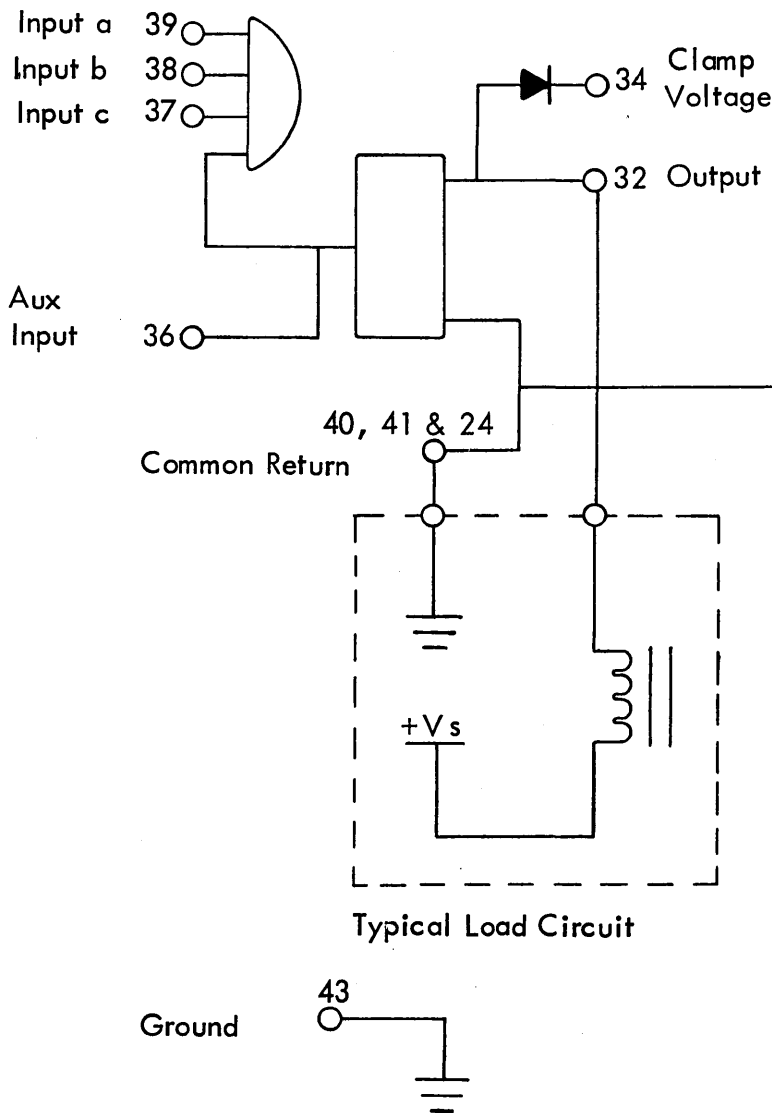 Input a 39
Input b 38
Input c 37
34 Clamp
Voltage
32 Output
Aux
Input 36
40, 41 & 24
Common Return
+Vs
Typical Load Circuit
43
Ground